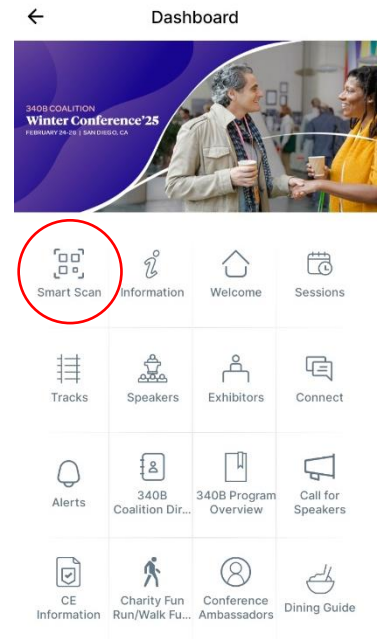 Dashboard
340B COALITION
Winter Conference'25
FEBRUARY 24-26 | SAN DIEGO, CA
Smart Scan
Information
Welcome
Sessions
Tracks
Speakers
Exhibitors
Connect
Alerts
340B
Coalition Dir...
340B Program
Overview
Call for
Speakers
CE
Information
Charity Fun
Run/Walk Fu...
Conference
Ambassadors
Dining Guide